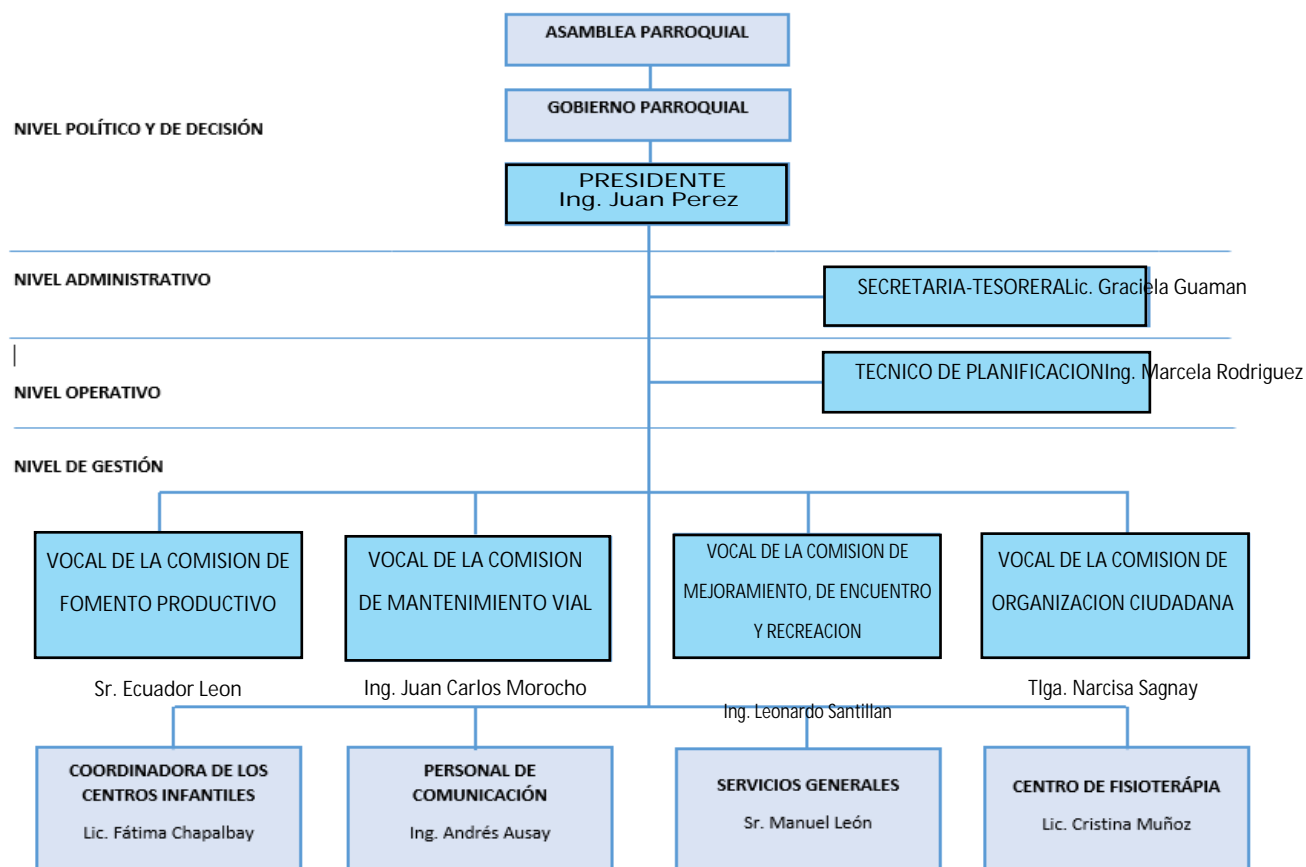 ASAMBLEA PARROQUIAL
GOBIERNO PARROQUIAL
NIVEL POLÍTICO Y DE DECISIÓN
PRESIDENTE
Ing. Juan Perez
NIVEL ADMINISTRATIVO
SECRETARIA-TESORERALic. Graciela Guaman
TECNICO DE PLANIFICACIONIng. Marcela Rodriguez
NIVEL OPERATIVO
NIVEL DE GESTIÓN
VOCAL DE LA COMISION DE
FOMENTO PRODUCTIVO
Sr. Ecuador Leon
VOCAL DE LA COMISION
DE MANTENIMIENTO VIAL
Ing. Juan Carlos Morocho
VOCAL DE LA COMISION DE
MEJORAMIENTO, DE ENCUENTRO
Y RECREACION
Ing. Leonardo Santillan
VOCAL DE LA COMISION DE
ORGANIZACION CIUDADANA
Tlga. Narcisa Sagnay
COORDINADORA DE LOS
CENTROS INFANTILES
Lic. Fátima Chapalbay
PERSONAL DE
COMUNICACIÓN
Ing. Andrés Ausay
SERVICIOS GENERALES
Sr. Manuel León
CENTRO DE FISIOTERÁPIA
Lic. Cristina Muñoz